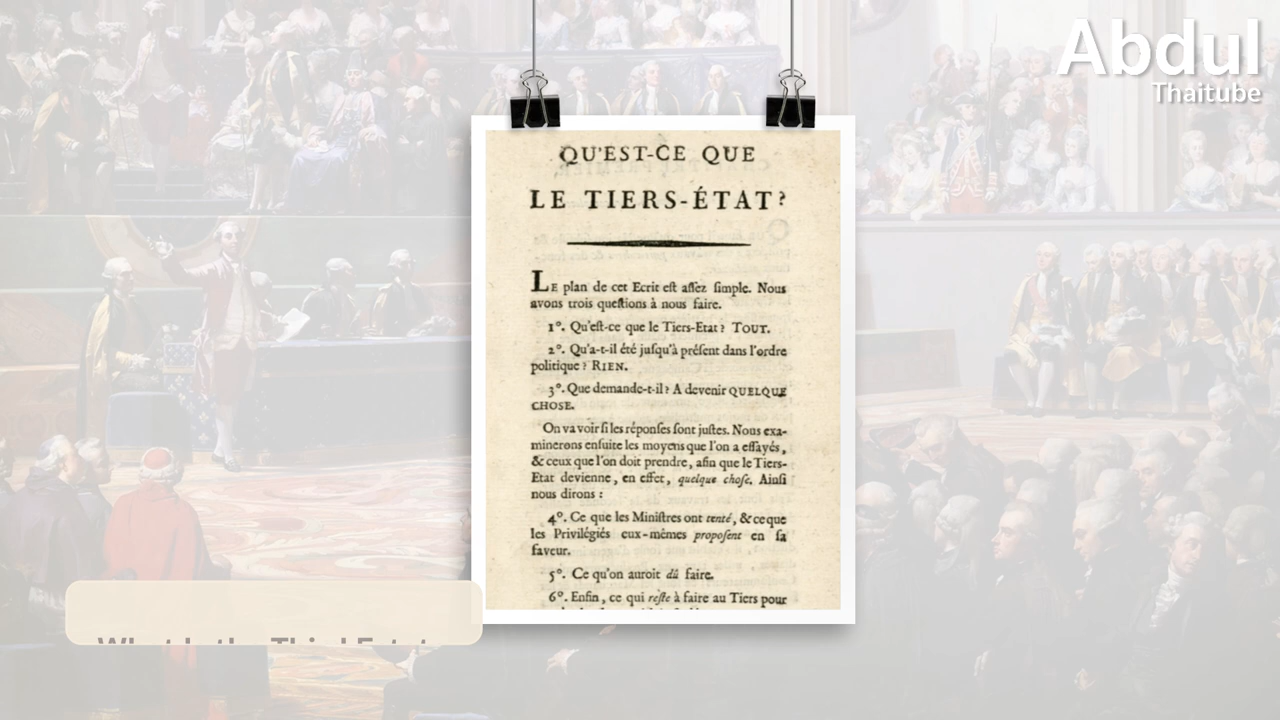 Abdul
Thaitube
QU'EST-CE QUE
LE TIERS-ÉTAT?
LE plan de cet Ecrit eſt aſſez ſimple. Nous
avons trois queſtions à nous faire.
1°. Qu'eſt-ce que le Tiers-Etat? TOUT.
2°. Qu'a-t-il été juſqu'à préſent dans l'ordre
politique? RIEN.
3°. Que demande-t-il? A devenir QUELQUE
CHOSE.
On va voir ſi les réponſes ſont juſtes. Nous exa-
minerons enſuite les moyens que l'on a eſſayés,
& ceux que l'on doit prendre, afin que le Tiers-
Etat devienne, en effet, quelque choſe. Ainſi
nous dirons:
4°. Ce que les Miniſtres ont tenté, & ce que
les Privilégiés eux-mêmes propoſent en ſa
faveur.
5°. Ce qu'on auroit dû faire.
6°. Enfin, ce qui reſte à faire au Tiers pour
What Is the Third Estate